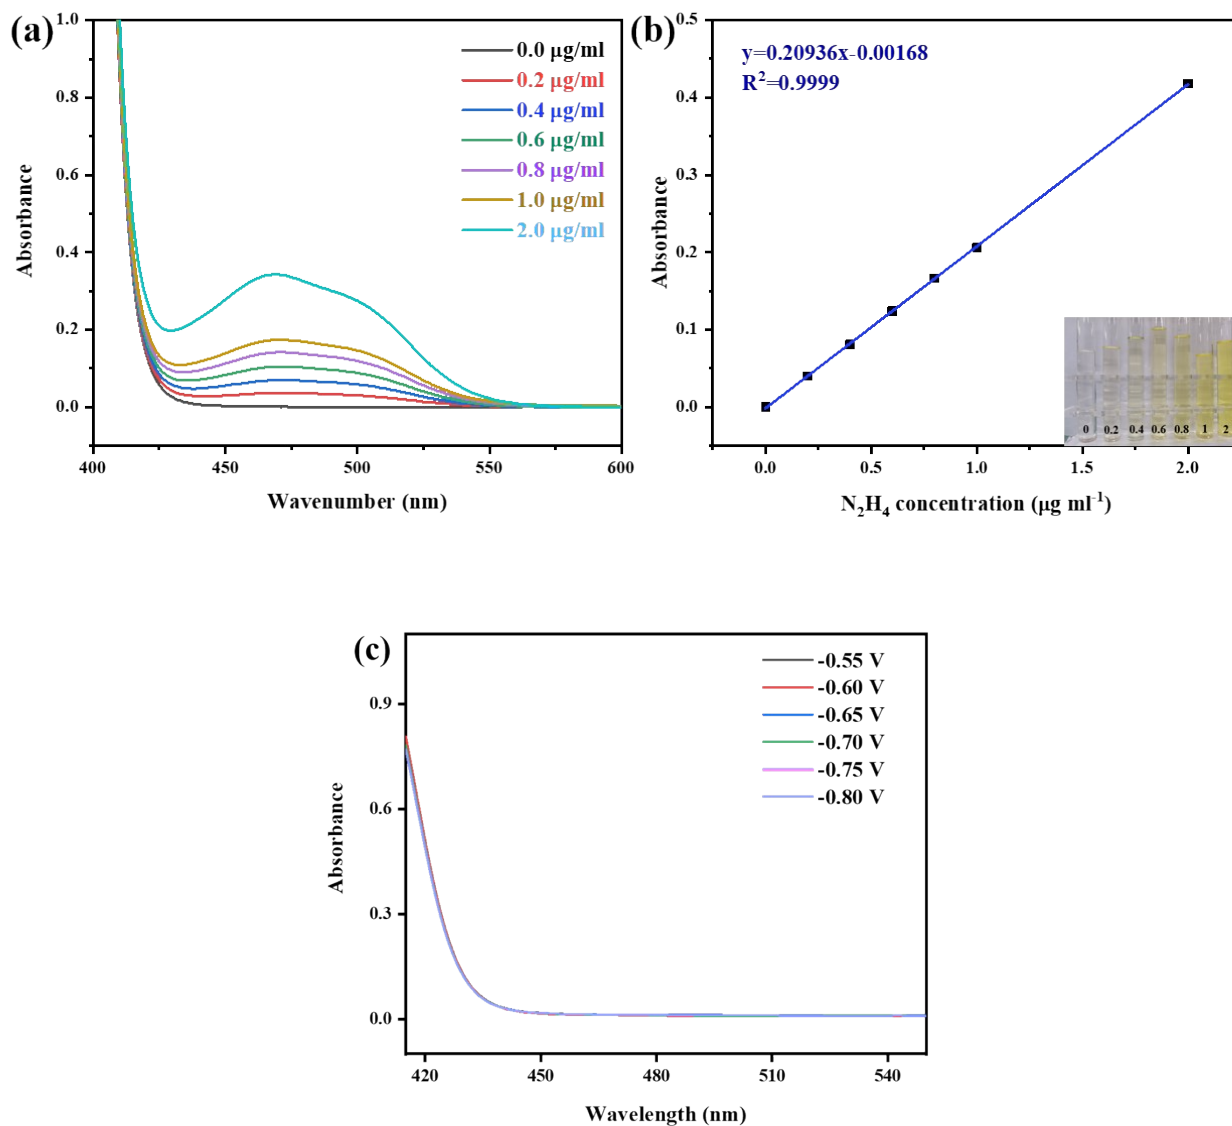 (a)
1.0
0.8
0.6
0.4
0.2
0.0
Absorbance
400
450
500
550
600
Wavenumber (nm)
0.0 μg/ml
0.2 μg/ml
0.4 μg/ml
0.6 μg/ml
0.8 μg/ml
1.0 μg/ml
2.0 μg/ml
(b)
0.5
0.4
0.3
0.2
0.1
0.0
Absorbance
y=0.20936x-0.00168
R²=0.9999
0 0.2 0.4 0.6 0.8 1 2
0.0
0.5
1.0
1.5
2.0
N₂H₄ concentration (μg ml⁻¹)
(c)
0.9
0.6
0.3
0.0
Absorbance
-0.55 V
-0.60 V
-0.65 V
-0.70 V
-0.75 V
-0.80 V
420
450
480
510
540
Wavelength (nm)